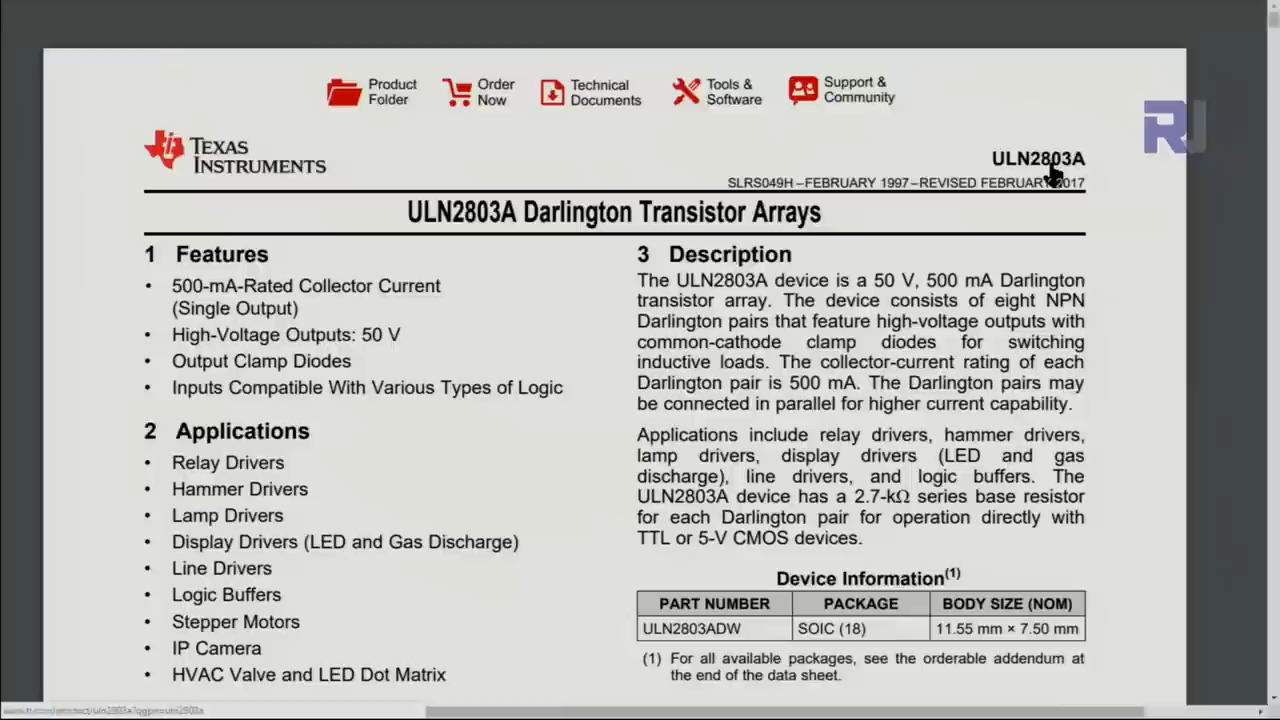 Product
Folder
Order
Now
Technical
Documents
Tools &
Software
Support &
Community
RJ
TEXAS
INSTRUMENTS
ULN2803A
SLRS049H – FEBRUARY 1997 – REVISED FEBRUARY 2017
ULN2803A Darlington Transistor Arrays
1 Features
• 500-mA-Rated Collector Current
(Single Output)
• High-Voltage Outputs: 50 V
• Output Clamp Diodes
• Inputs Compatible With Various Types of Logic
2 Applications
• Relay Drivers
• Hammer Drivers
• Lamp Drivers
• Display Drivers (LED and Gas Discharge)
• Line Drivers
• Logic Buffers
• Stepper Motors
• IP Camera
• HVAC Valve and LED Dot Matrix
3 Description
The ULN2803A device is a 50 V, 500 mA Darlington
transistor array. The device consists of eight NPN
Darlington pairs that feature high-voltage outputs with
common-cathode clamp diodes for switching
inductive loads. The collector-current rating of each
Darlington pair is 500 mA. The Darlington pairs may
be connected in parallel for higher current capability.
Applications include relay drivers, hammer drivers,
lamp drivers, display drivers (LED and gas
discharge), line drivers, and logic buffers. The
ULN2803A device has a 2.7-kΩ series base resistor
for each Darlington pair for operation directly with
TTL or 5-V CMOS devices.
Device Information(1)
PART NUMBER PACKAGE BODY SIZE (NOM)
ULN2803ADW SOIC (18) 11.55 mm × 7.50 mm
(1) For all available packages, see the orderable addendum at
the end of the data sheet.